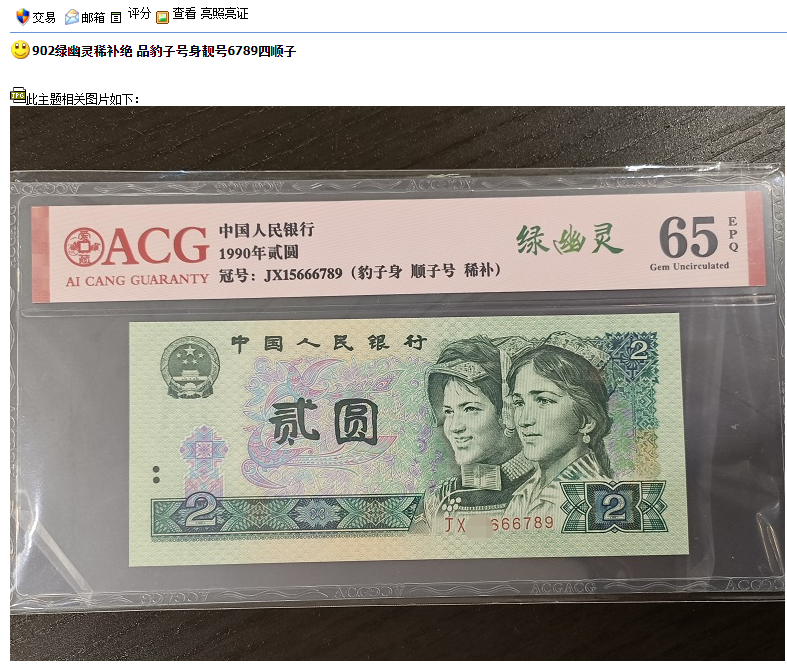 交易 邮箱 评分 查看 亮照亮证
902绿幽灵稀补绝 品豹子号身靓号6789四顺子
此主题相关图片如下：
ACG
AI CANG GUARANTY
中国人民银行
1990年贰圆
冠号：JX15666789（豹子身 顺子号 稀补）
绿幽灵
65
EPQ
Gem Uncirculated
中国人民银行
2
贰圆
2
JX 666789
2
ACGACG